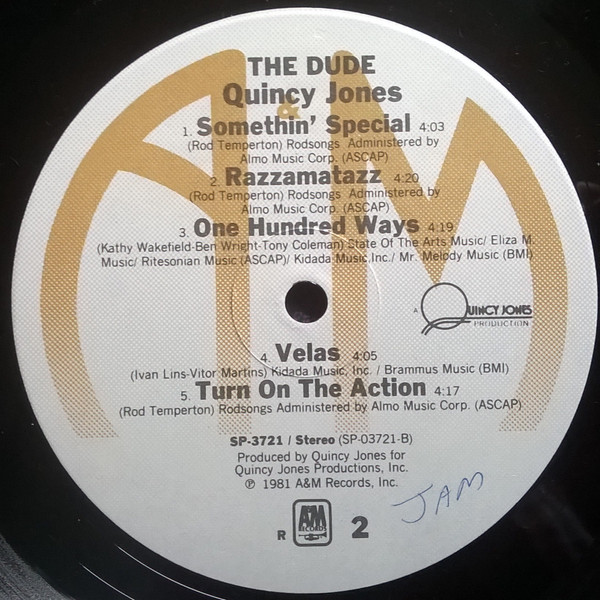 THE DUDE
Quincy Jones
1. Somethin' Special 4:03
(Rod Temperton) Rodsongs Administered by
Almo Music Corp. (ASCAP)
2. Razzamatazz 4:20
(Rod Temperton) Rodsongs Administered by
Almo Music Corp. (ASCAP)
3. One Hundred Ways 4:19
(Kathy Wakefield-Ben Wright-Tony Coleman) State Of The Arts Music/ Eliza M.
Music/ Ritesonian Music (ASCAP)/ Kidada Music,Inc./ Mr. Melody Music (BMI)
A QUINCY JONES
PRODUCTION
4. Velas 4:05
(Ivan Lins-Vitor Martins) Kidada Music, Inc. / Brammus Music (BMI)
5. Turn On The Action 4:17
(Rod Temperton) Rodsongs Administered by Almo Music Corp. (ASCAP)
SP-3721 / Stereo (SP-03721-B)
Produced by Quincy Jones for
Quincy Jones Productions, Inc.
℗ 1981 A&M Records, Inc.
JAM
R A&M RECORDS 2
A&M